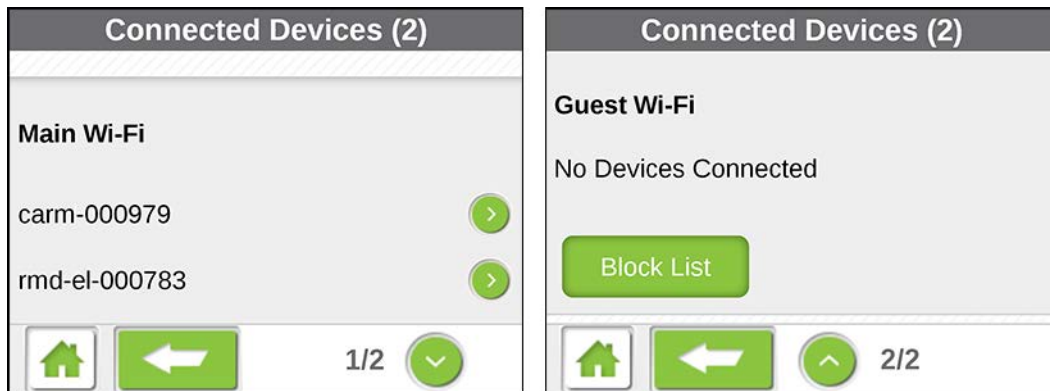 Connected Devices (2)
Main Wi-Fi
carm-000979
rmd-el-000783
1/2
Connected Devices (2)
Guest Wi-Fi
No Devices Connected
Block List
2/2